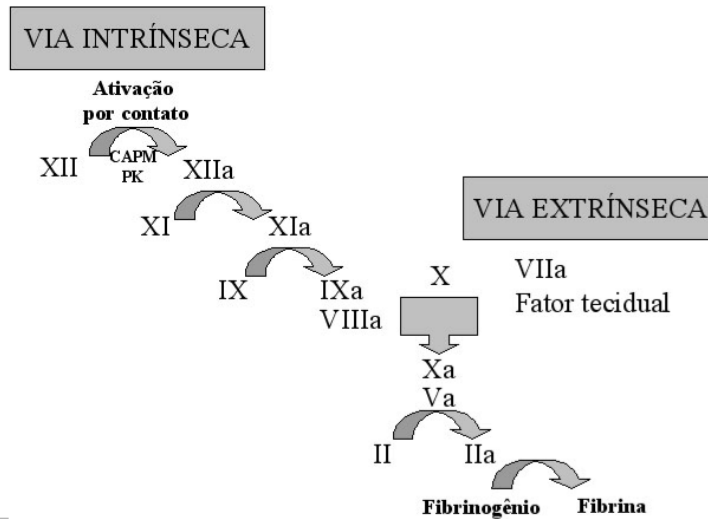 VIA INTRÍNSECA
Ativação
por contato
CAPM
PK
XII
XIIa
XI
XIa
IX
IXa
VIIIa
VIA EXTRÍNSECA
X
VIIa
Fator tecidual
Xa
Va
II
IIa
Fibrinogênio
Fibrina